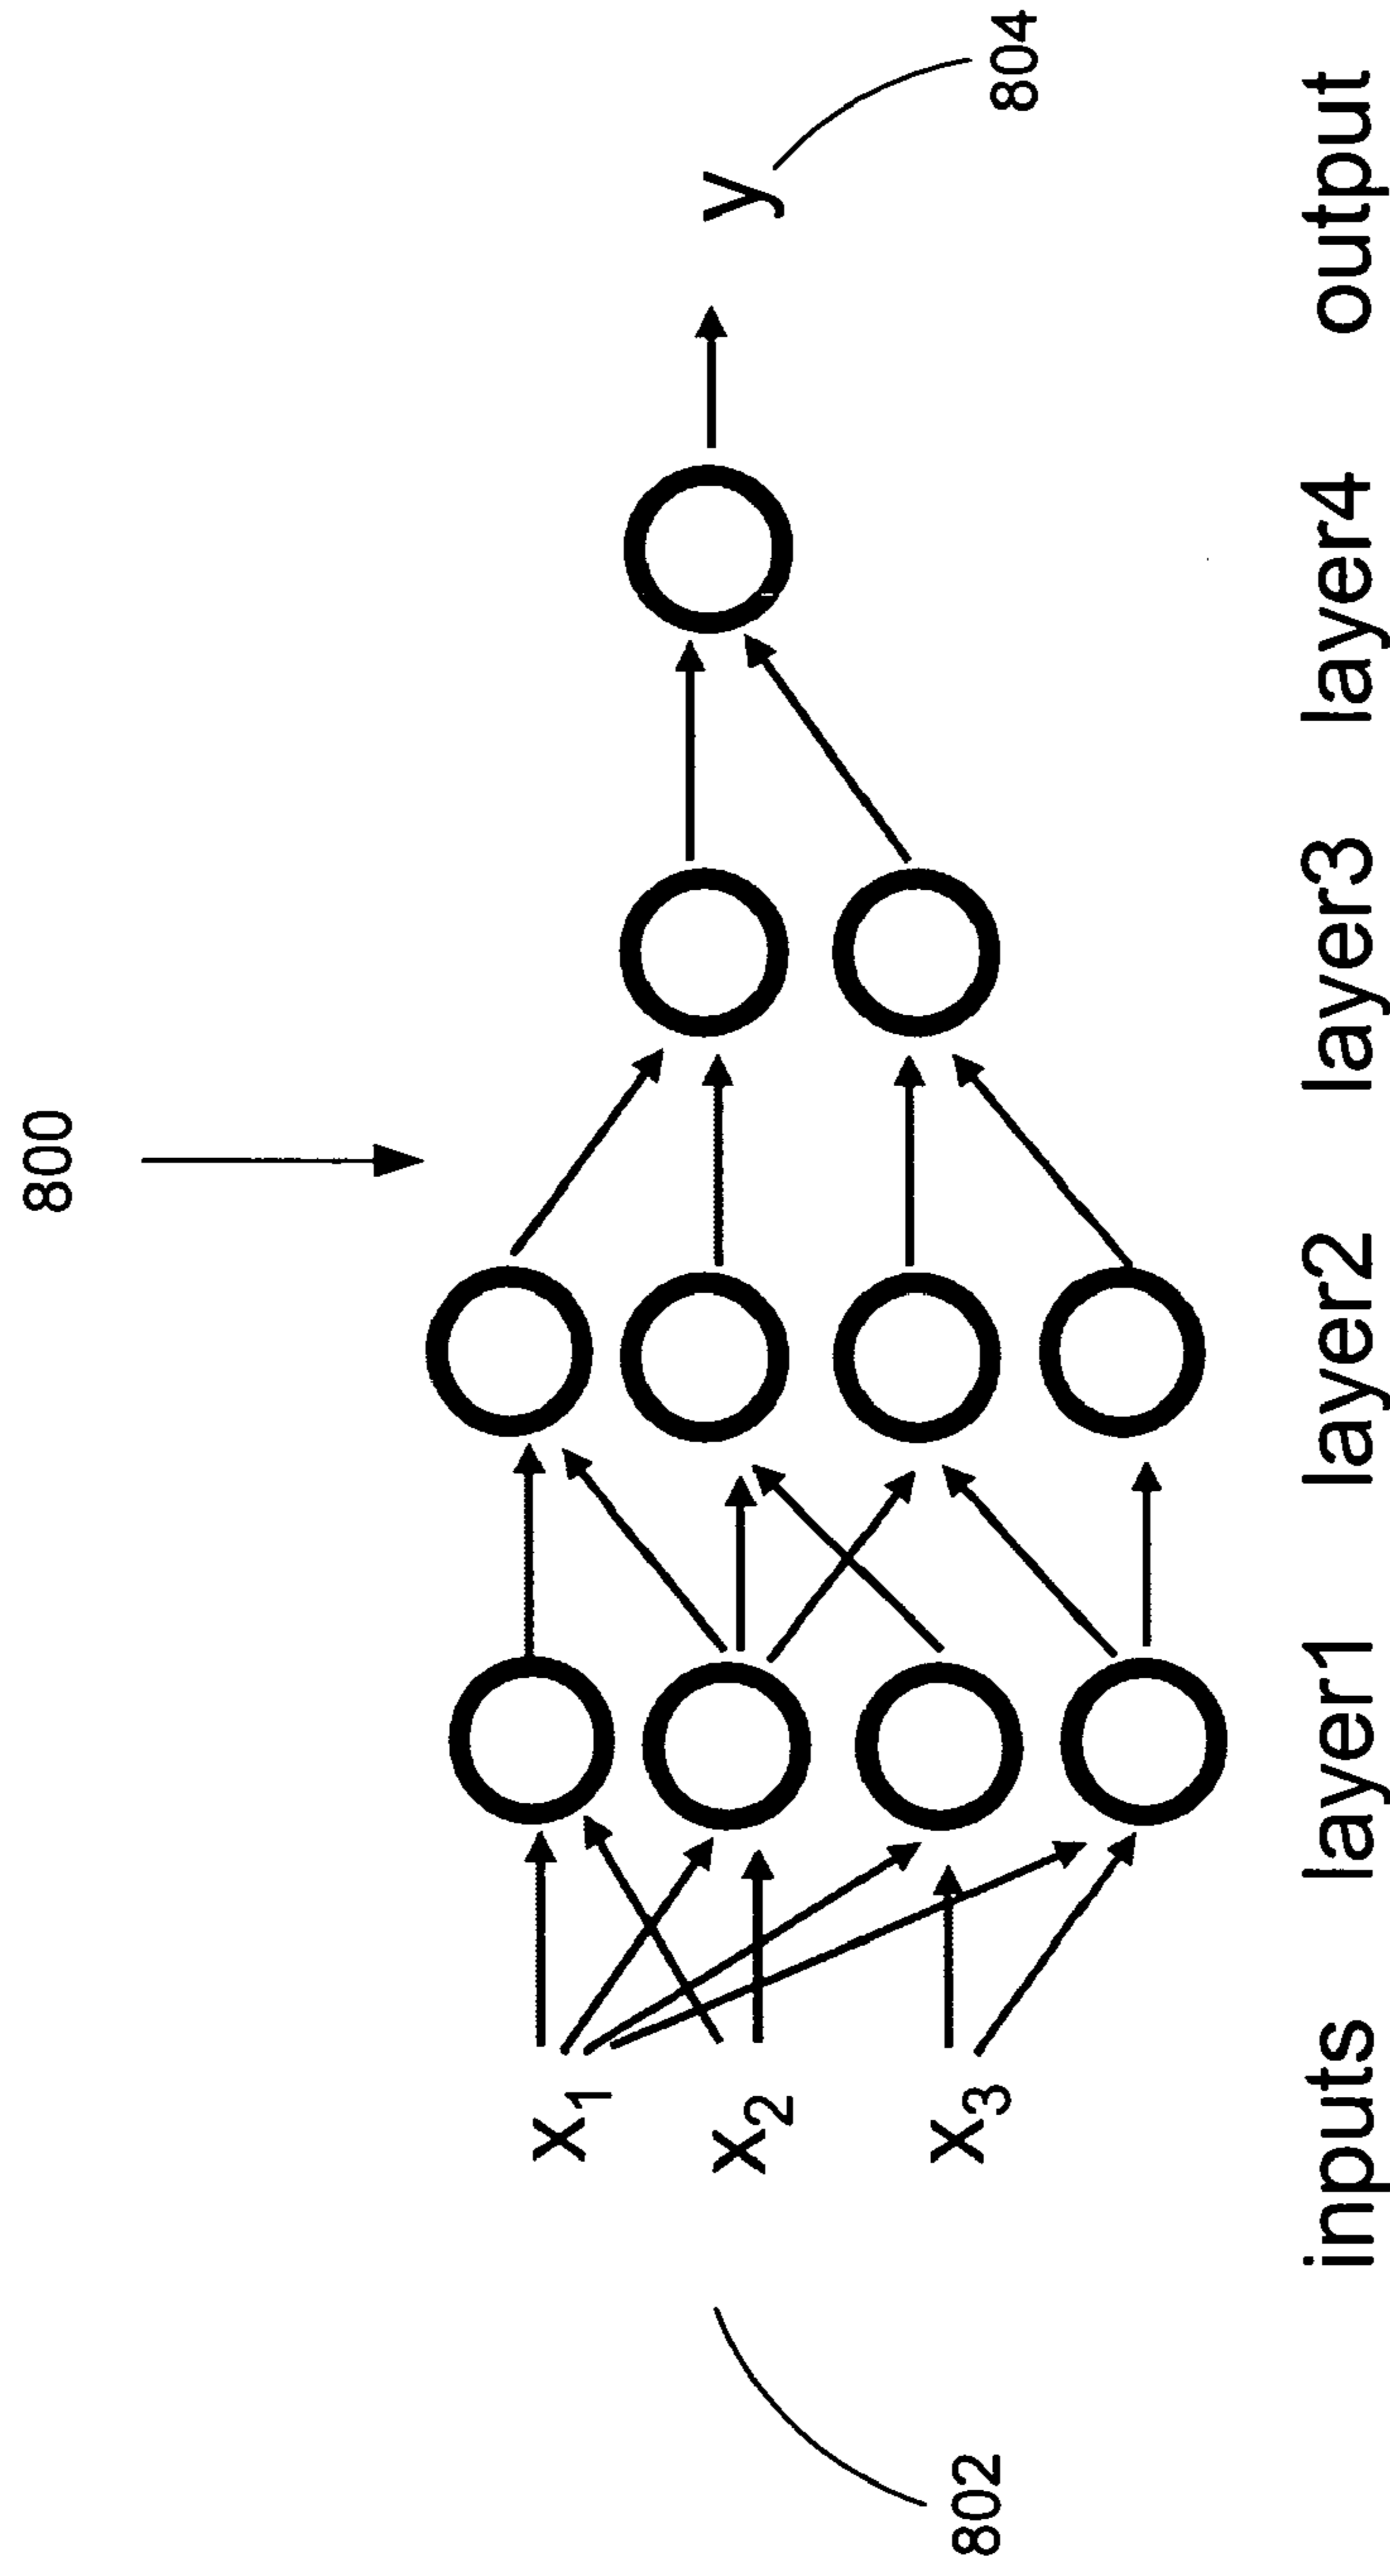 800
x1
x2
x3
y
802
804
inputs layer1 layer2 layer3 layer4 output